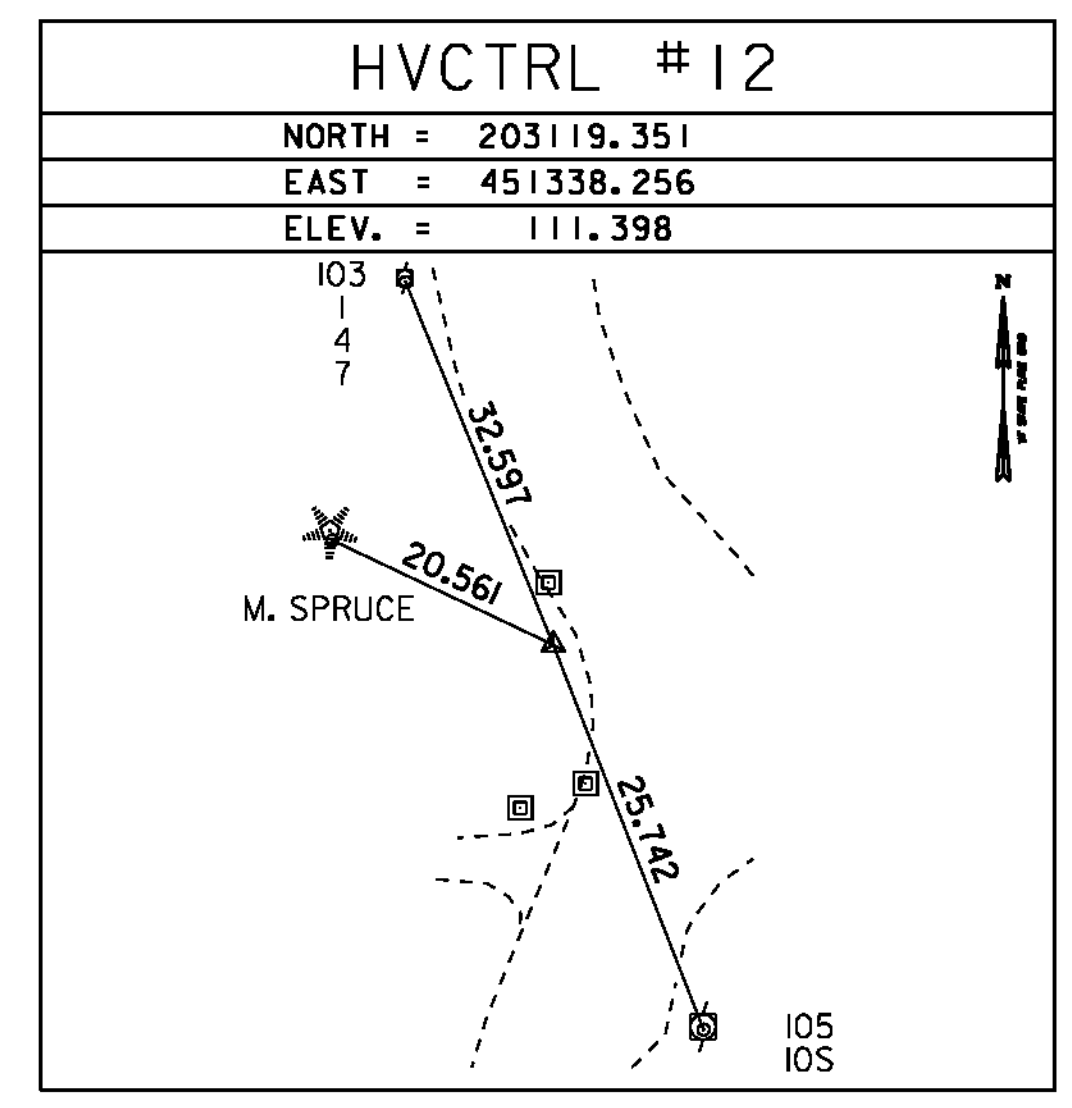 HVCTRL #12
NORTH = 203119.351
EAST = 451338.256
ELEV. = 111.398
103
1
4
7
N
32.597
20.561
M. SPRUCE
25.742
105
10S